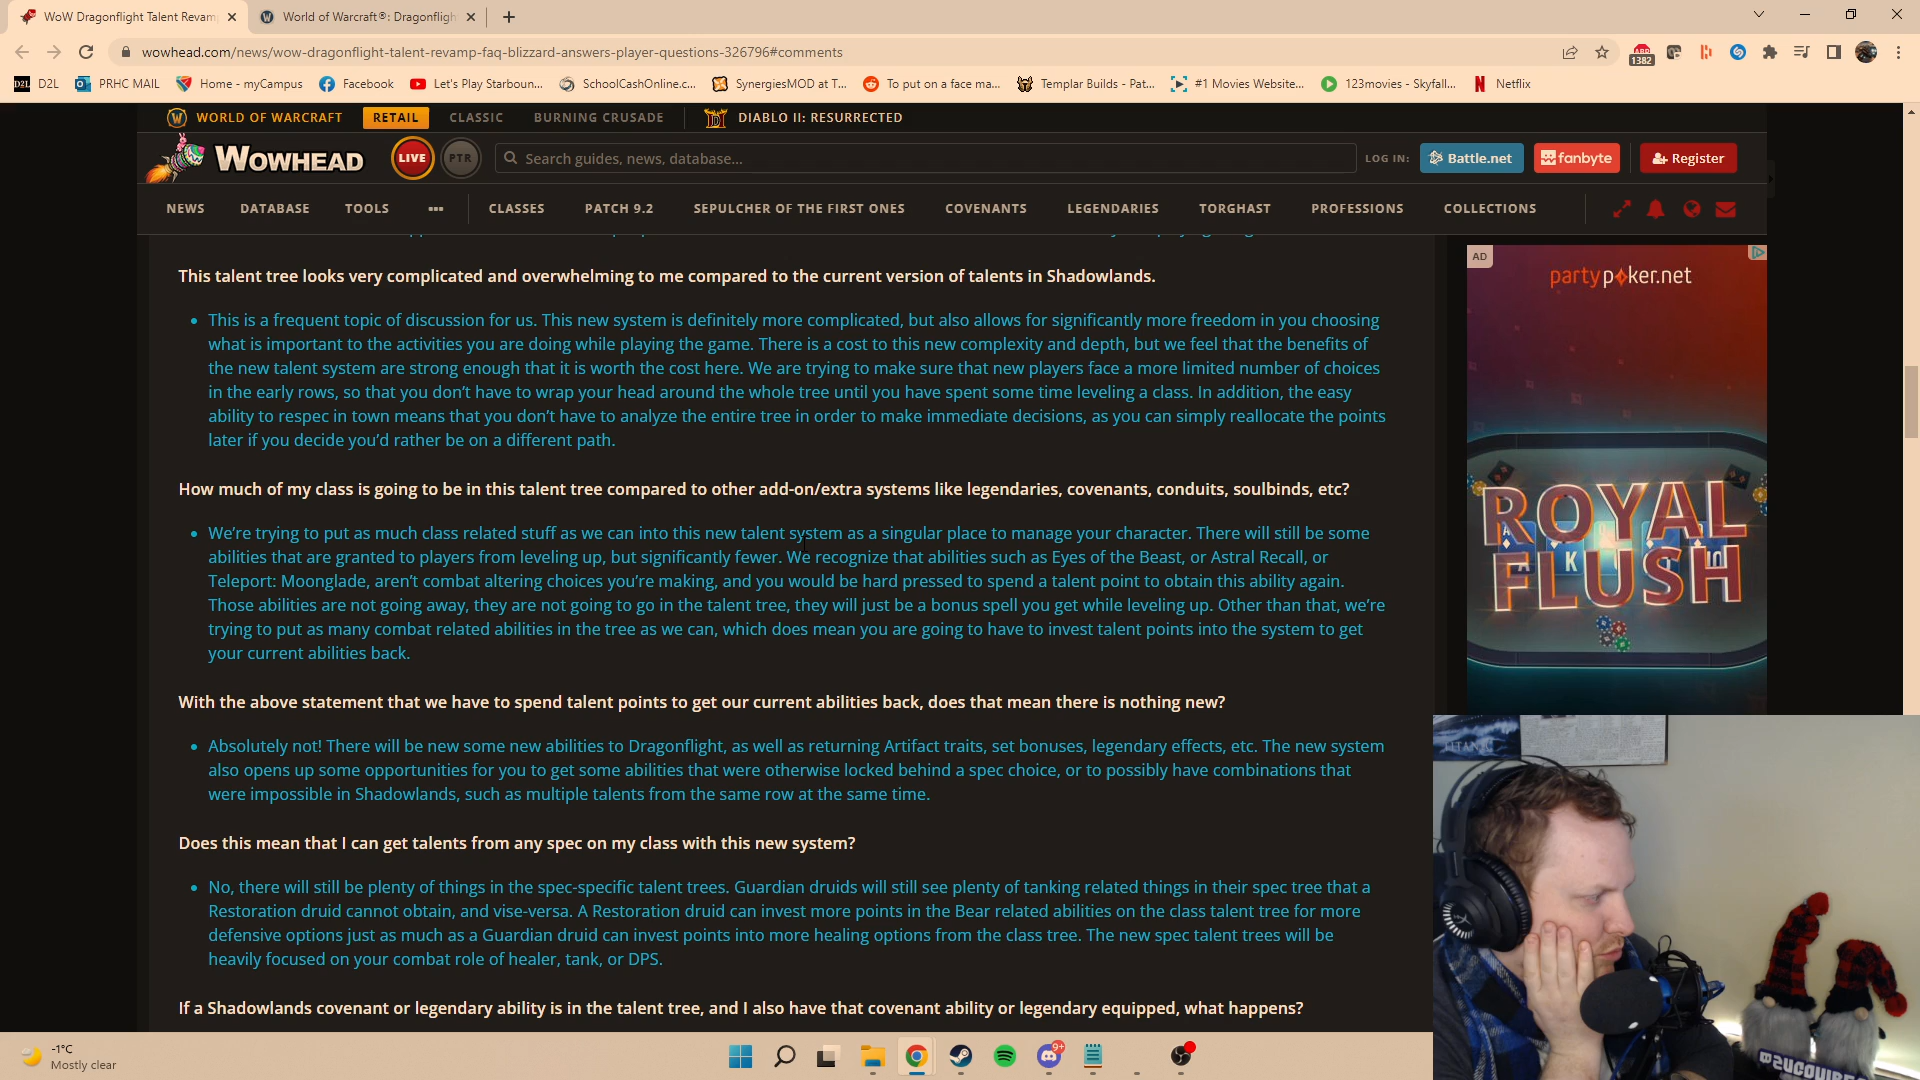 WoW Dragonflight Talent Revam
World of Warcraft®: Dragonfligh
wowhead.com/news/wow-dragonflight-talent-revamp-faq-blizzard-answers-player-questions-326796#comments
1382
D2L
PRHC MAIL
Home - myCampus
Facebook
Let's Play Starboun...
SchoolCashOnline.c...
SynergiesMOD at T...
To put on a face ma...
Templar Builds - Pat...
#1 Movies Website...
123movies - Skyfall...
Netflix
WORLD OF WARCRAFT
RETAIL
CLASSIC
BURNING CRUSADE
DIABLO II: RESURRECTED
WOWHEAD
LIVE
PTR
Search guides, news, database...
LOG IN:
Battle.net
fanbyte
Register
NEWS
DATABASE
TOOLS
CLASSES
PATCH 9.2
SEPULCHER OF THE FIRST ONES
COVENANTS
LEGENDARIES
TORGHAST
PROFESSIONS
COLLECTIONS
This talent tree looks very complicated and overwhelming to me compared to the current version of talents in Shadowlands.
• This is a frequent topic of discussion for us. This new system is definitely more complicated, but also allows for significantly more freedom in you choosing
what is important to the activities you are doing while playing the game. There is a cost to this new complexity and depth, but we feel that the benefits of
the new talent system are strong enough that it is worth the cost here. We are trying to make sure that new players face a more limited number of choices
in the early rows, so that you don’t have to wrap your head around the whole tree until you have spent some time leveling a class. In addition, the easy
ability to respec in town means that you don’t have to analyze the entire tree in order to make immediate decisions, as you can simply reallocate the points
later if you decide you’d rather be on a different path.
How much of my class is going to be in this talent tree compared to other add-on/extra systems like legendaries, covenants, conduits, soulbinds, etc?
• We’re trying to put as much class related stuff as we can into this new talent system as a singular place to manage your character. There will still be some
abilities that are granted to players from leveling up, but significantly fewer. We recognize that abilities such as Eyes of the Beast, or Astral Recall, or
Teleport: Moonglade, aren’t combat altering choices you’re making, and you would be hard pressed to spend a talent point to obtain this ability again.
Those abilities are not going away, they are not going to go in the talent tree, they will just be a bonus spell you get while leveling up. Other than that, we’re
trying to put as many combat related abilities in the tree as we can, which does mean you are going to have to invest talent points into the system to get
your current abilities back.
With the above statement that we have to spend talent points to get our current abilities back, does that mean there is nothing new?
• Absolutely not! There will be new some new abilities to Dragonflight, as well as returning Artifact traits, set bonuses, legendary effects, etc. The new system
also opens up some opportunities for you to get some abilities that were otherwise locked behind a spec choice, or to possibly have combinations that
were impossible in Shadowlands, such as multiple talents from the same row at the same time.
Does this mean that I can get talents from any spec on my class with this new system?
• No, there will still be plenty of things in the spec-specific talent trees. Guardian druids will still see plenty of tanking related things in their spec tree that a
Restoration druid cannot obtain, and vise-versa. A Restoration druid can invest more points in the Bear related abilities on the class talent tree for more
defensive options just as much as a Guardian druid can invest points into more healing options from the class tree. The new spec talent trees will be
heavily focused on your combat role of healer, tank, or DPS.
If a Shadowlands covenant or legendary ability is in the talent tree, and I also have that covenant ability or legendary equipped, what happens?
AD
partypoker.net
ROYAL
FLUSH
-1°C
Mostly clear
9+